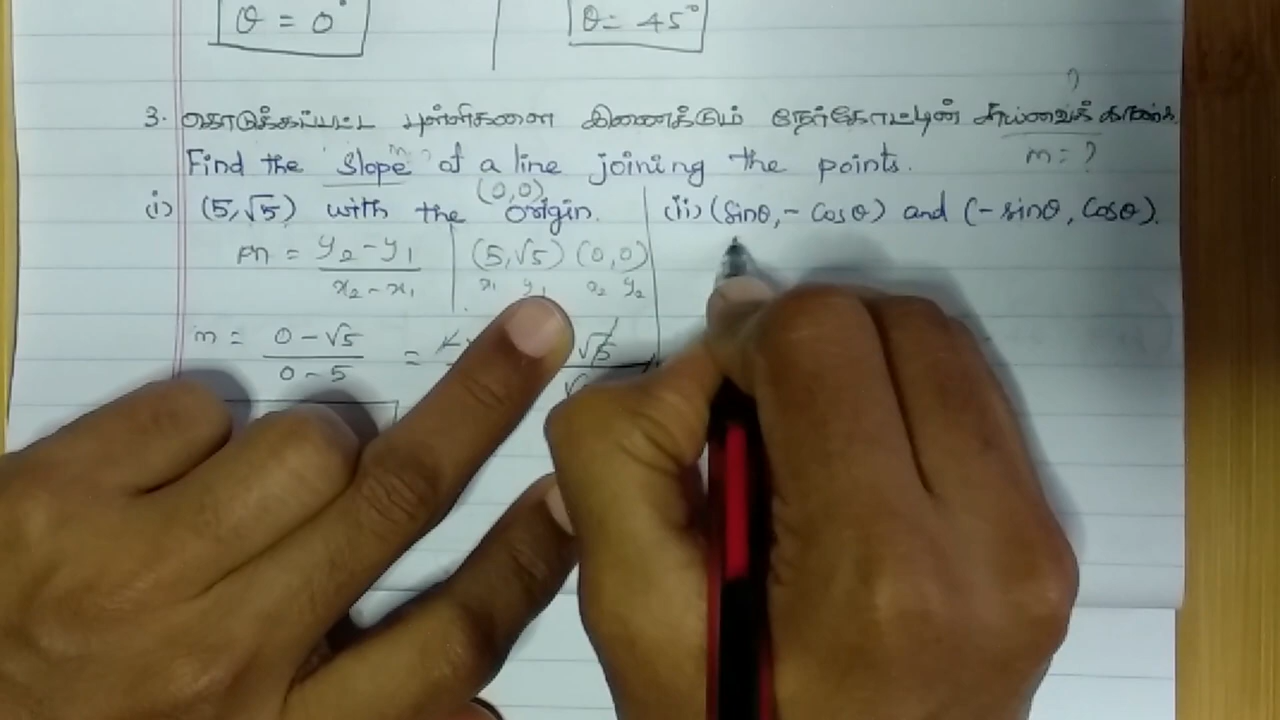 θ = 0° θ = 45°
3. கொடுக்கப்பட்ட புள்ளிகளை இணைக்கும் நேர்கோட்டின் சாய்வைக் காண்க ?
Find the slope m ? of a line joining the points. m = ?
(i) (5,√5) with the origin. (0,0)
m = y2 - y1 / x2 - x1 (5,√5) (0,0)
x1 y1 x2 y2
m = 0 - √5 / 0 - 5 = √5
(ii) (sinθ, - cosθ) and (- sinθ, cosθ).